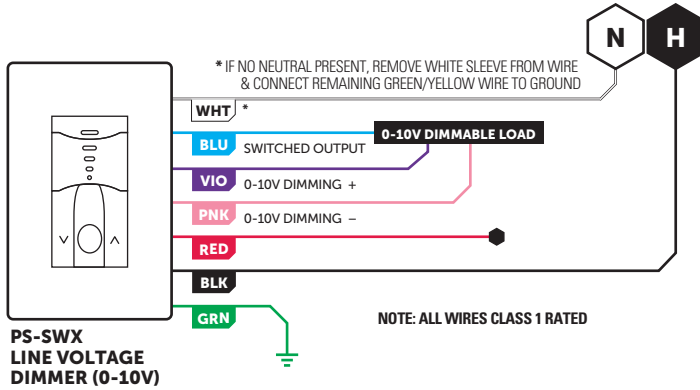 N H
* IF NO NEUTRAL PRESENT, REMOVE WHITE SLEEVE FROM WIRE
& CONNECT REMAINING GREEN/YELLOW WIRE TO GROUND
WHT *
BLU SWITCHED OUTPUT
0-10V DIMMABLE LOAD
VIO 0-10V DIMMING +
PNK 0-10V DIMMING –
RED
BLK
GRN
NOTE: ALL WIRES CLASS 1 RATED
PS-SWX
LINE VOLTAGE
DIMMER (0-10V)